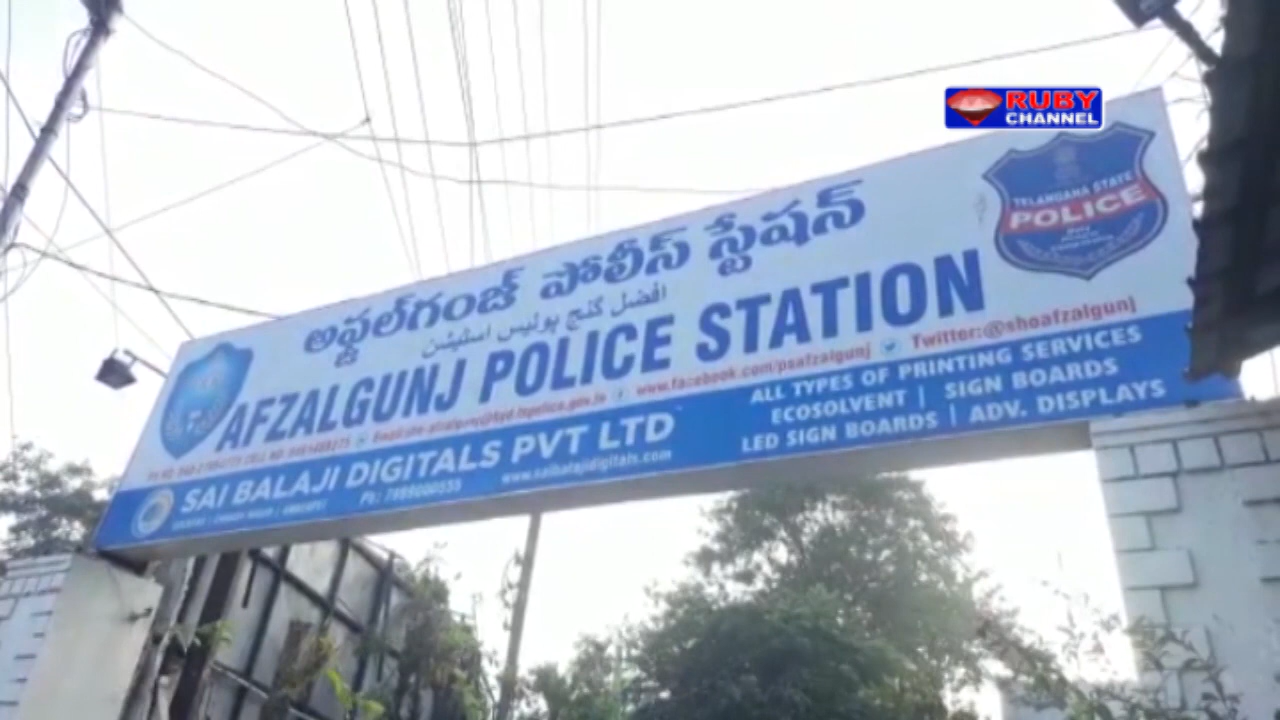 RUBY
CHANNEL
TELANGANA STATE
POLICE
అఫ్జల్‌గంజ్ పోలీస్ స్టేషన్
افضل گنج پولیس اسٹیشن
AFZALGUNJ POLICE STATION
www.facebook.com/psafzalgunj Twitter:@shoafzalgunj
SAI BALAJI DIGITALS PVT LTD
www.saibalajidigitals.com
ALL TYPES OF PRINTING SERVICES
ECOSOLVENT | SIGN BOARDS
LED SIGN BOARDS | ADV. DISPLAYS